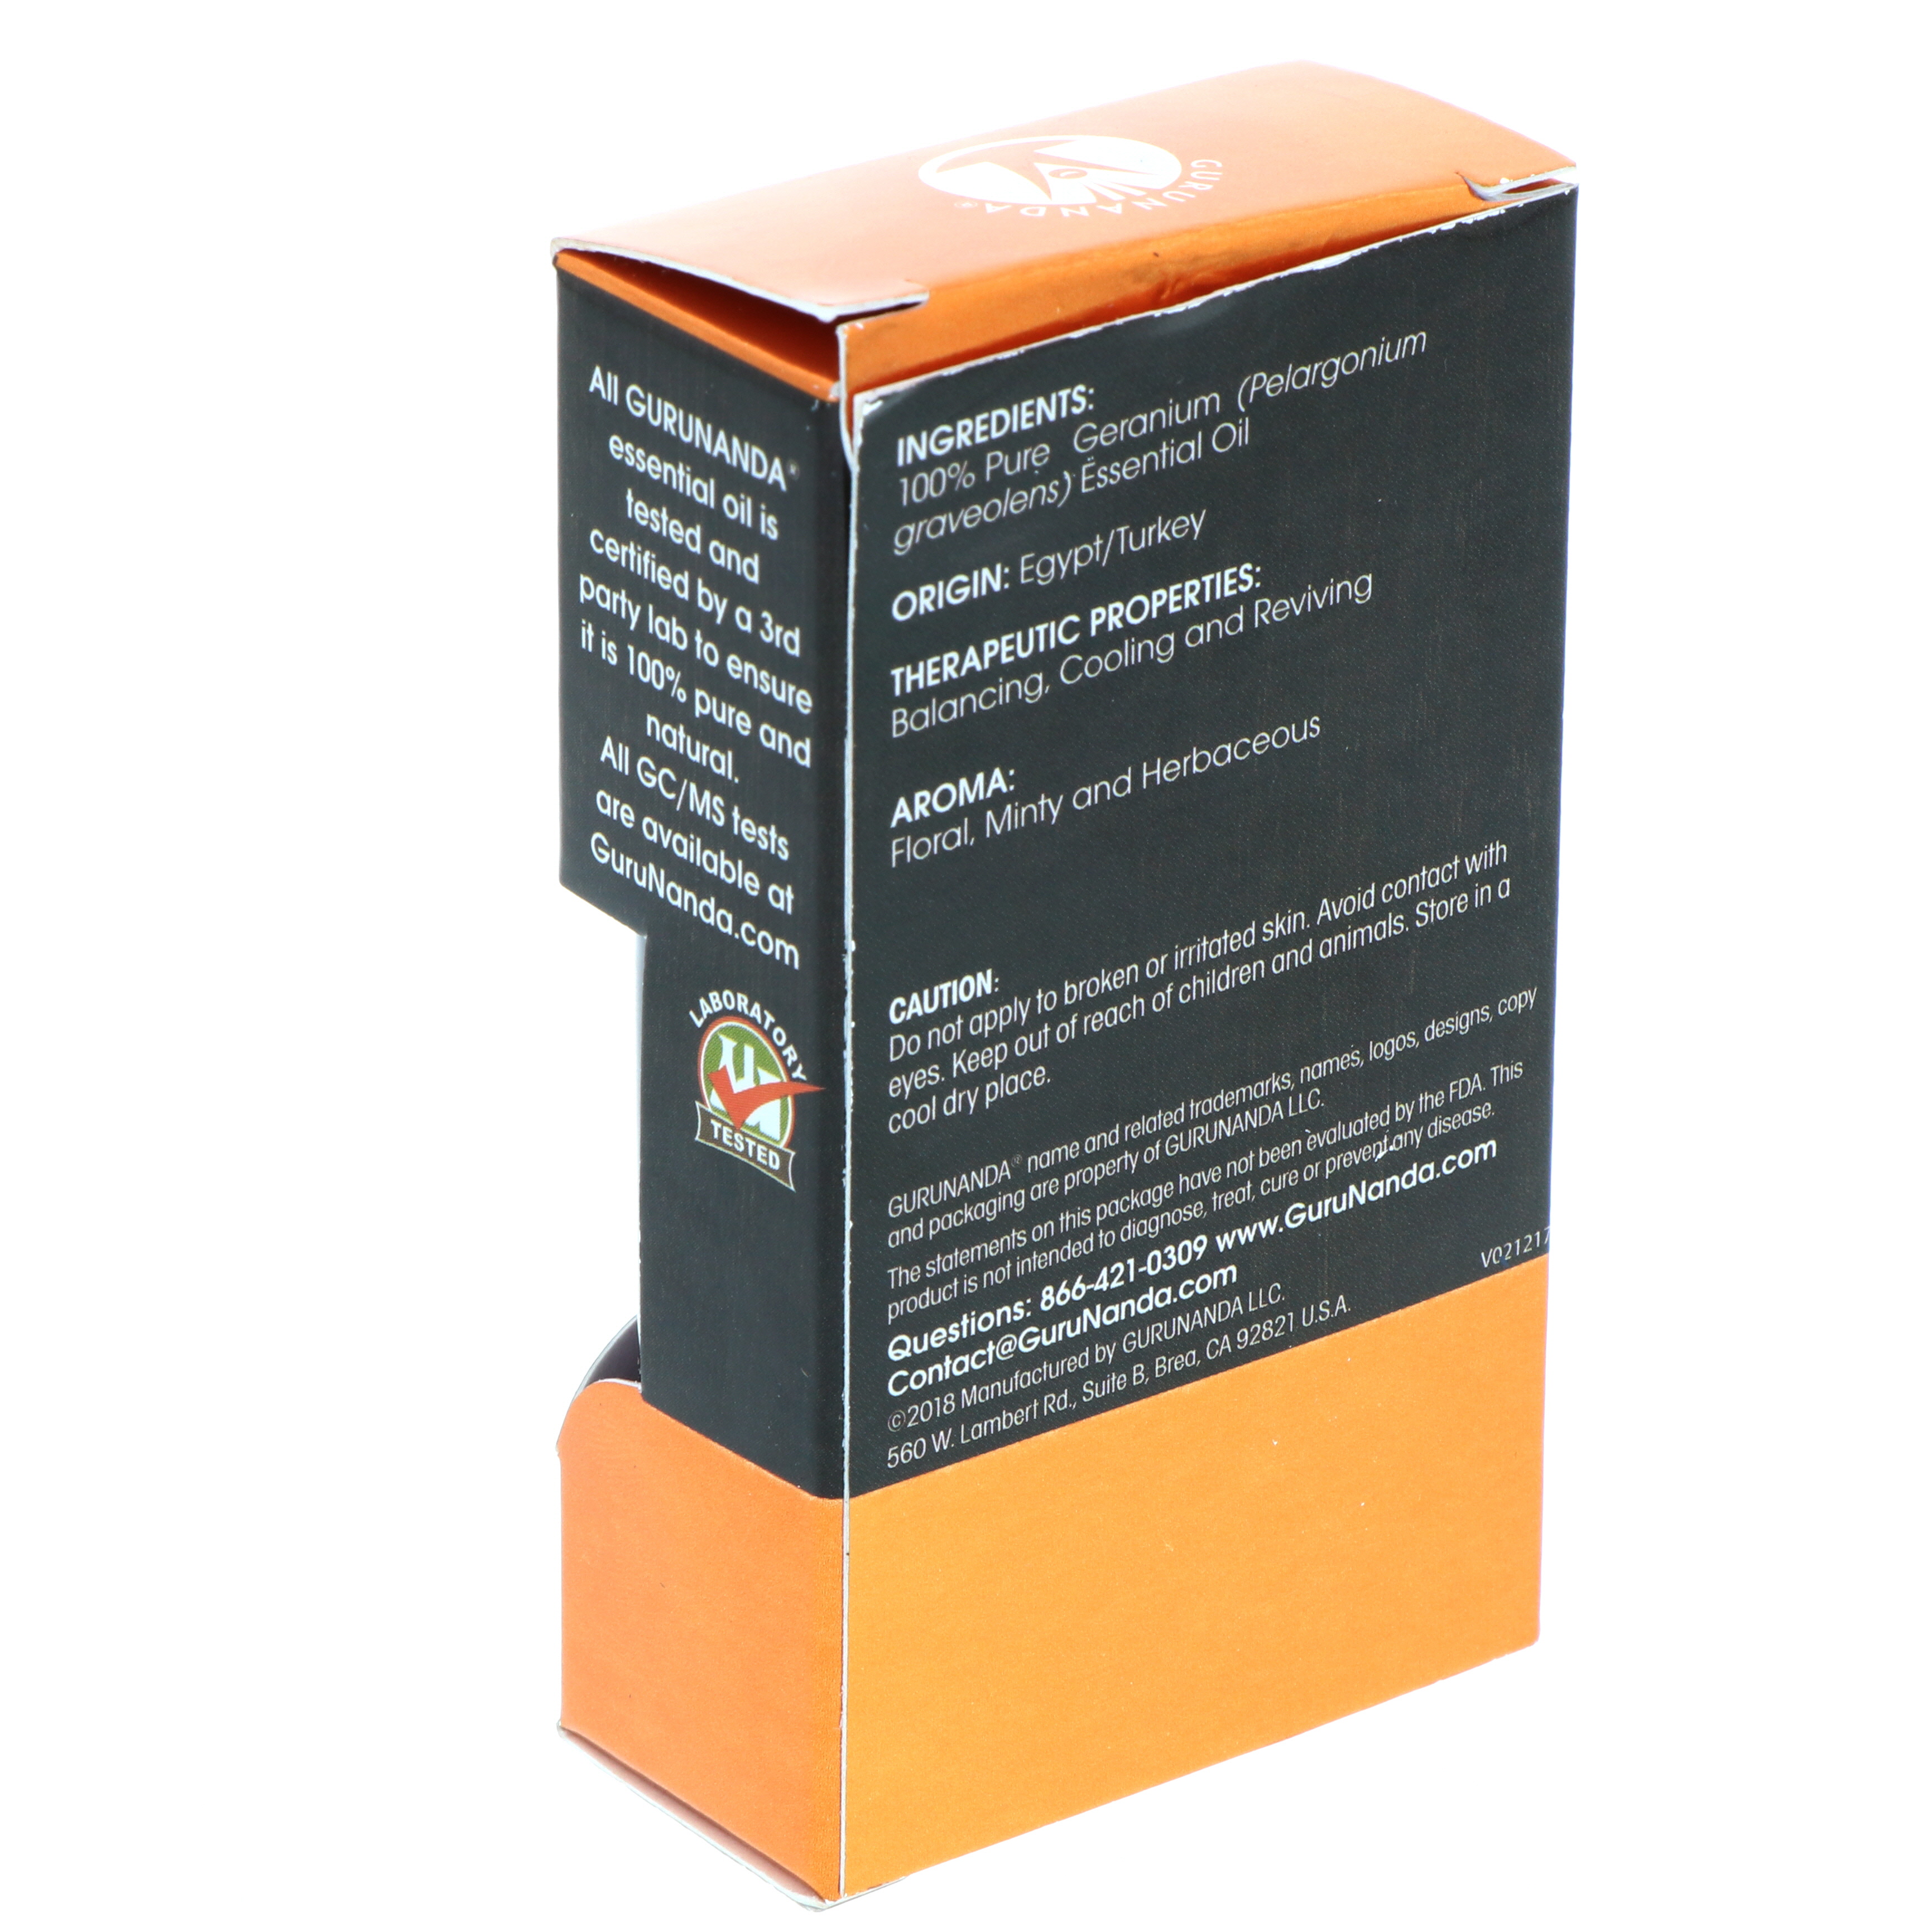 GURUNANDA®
All GURUNANDA®
essential oil is
tested and
certified by a 3rd
party lab to ensure
it is 100% pure and
natural.
All GC/MS tests
are available at
GuruNanda.com
LABORATORY
TESTED
INGREDIENTS:
100% Pure Geranium (Pelargonium
graveolens) Essential Oil
ORIGIN: Egypt/Turkey
THERAPEUTIC PROPERTIES:
Balancing, Cooling and Reviving
AROMA:
Floral, Minty and Herbaceous
CAUTION:
Do not apply to broken or irritated skin. Avoid contact with
eyes. Keep out of reach of children and animals. Store in a
cool dry place.
GURUNANDA® name and related trademarks, names, logos, designs, copy
and packaging are property of GURUNANDA LLC.
The statements on this package have not been evaluated by the FDA. This
product is not intended to diagnose, treat, cure or prevent any disease.
Questions: 866-421-0309 www.GuruNanda.com
Contact@GuruNanda.com
©2018 Manufactured by GURUNANDA LLC.
560 W. Lambert Rd., Suite B, Brea, CA 92821 U.S.A.
V021217